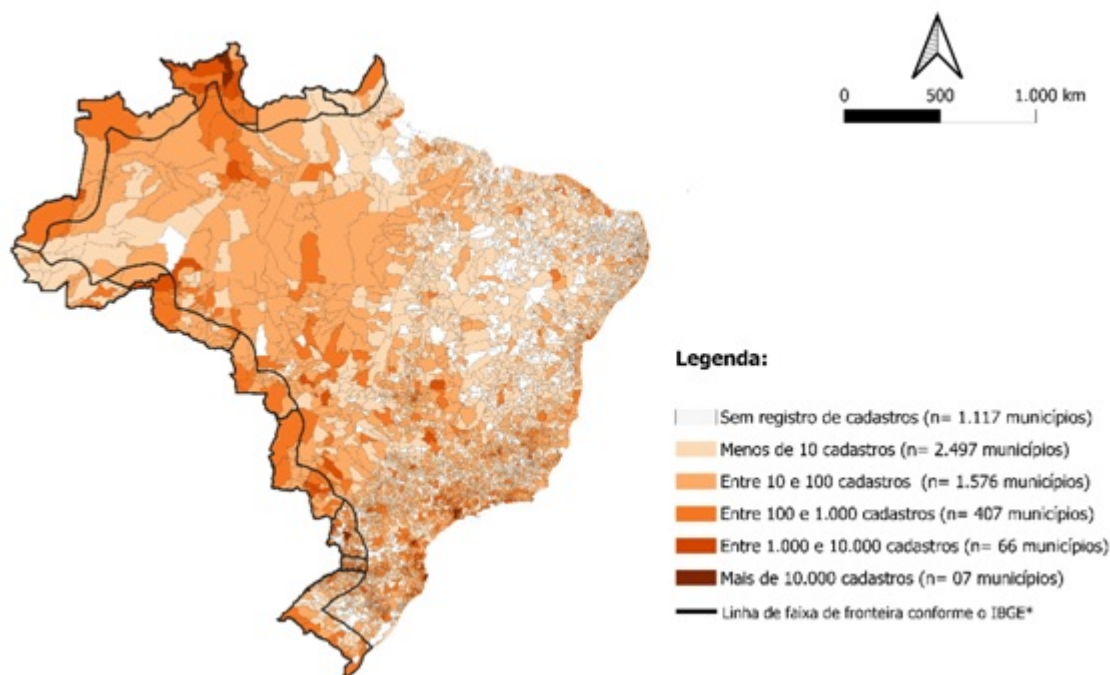 0 500 1.000 km
Legenda:
Sem registro de cadastros (n= 1.117 municípios)
Menos de 10 cadastros (n= 2.497 municípios)
Entre 10 e 100 cadastros (n= 1.576 municípios)
Entre 100 e 1.000 cadastros (n= 407 municípios)
Entre 1.000 e 10.000 cadastros (n= 66 municípios)
Mais de 10.000 cadastros (n= 07 municípios)
Linha de faixa de fronteira conforme o IBGE*